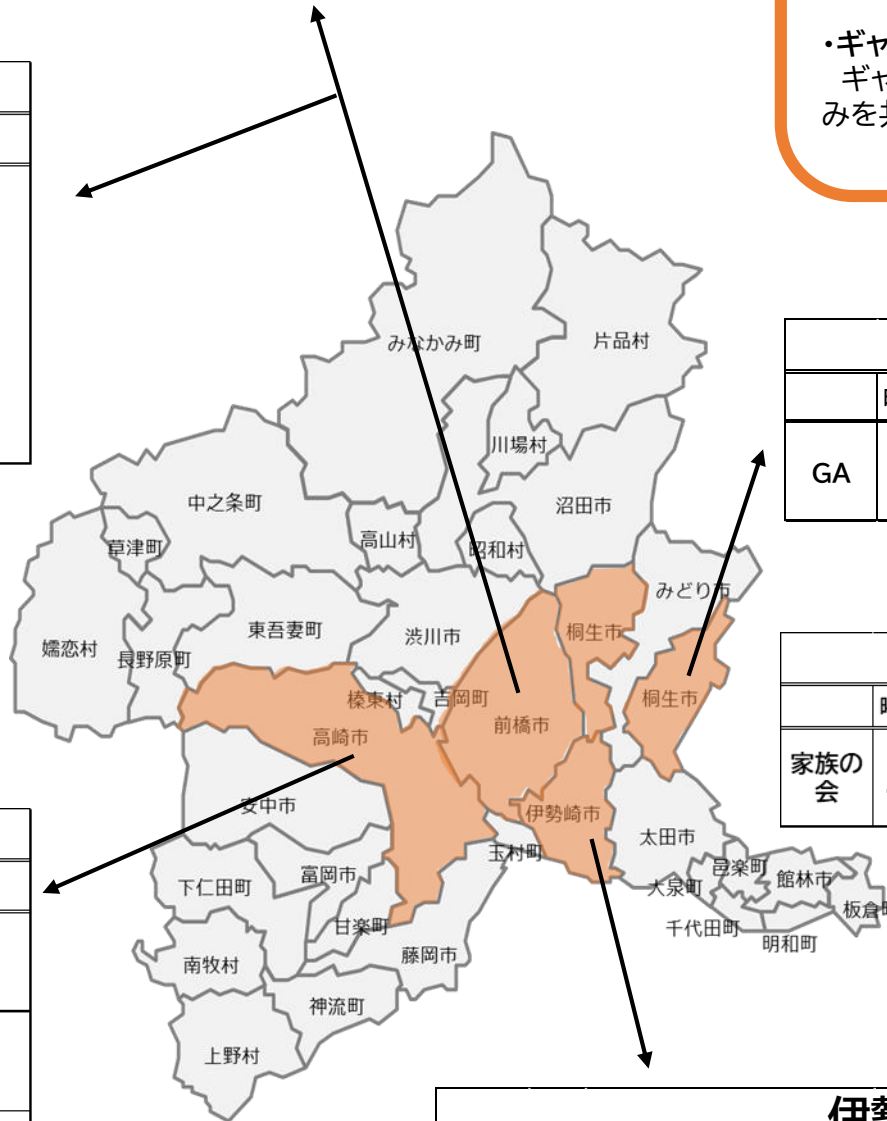 ・ギャ
ギャ
みを
みなかみ町
片品村
川場村
中之条町
沼田市
草津町
高山村
昭和村
GA
みどり市
嬬恋村
長野原町
東吾妻町
渋川市
桐生市
榛東村
吉岡町
前橋市
桐生市
高崎市
家族の
会
安中市
伊勢崎市
太田市
玉村町
邑楽町
下仁田町
富岡市
大泉町
館林市
板倉
甘楽町
千代田町
明和町
南牧村
藤岡市
神流町
上野村
伊勢